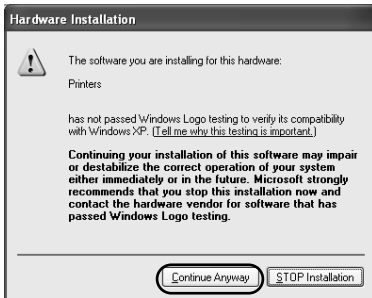 Hardware Installation
The software you are installing for this hardware:
Printers
has not passed Windows Logo testing to verify its compatibility
with Windows XP. (Tell me why this testing is important.)
Continuing your installation of this software may impair
or destabilize the correct operation of your system
either immediately or in the future. Microsoft strongly
recommends that you stop this installation now and
contact the hardware vendor for software that has
passed Windows Logo testing.
Continue Anyway
STOP Installation